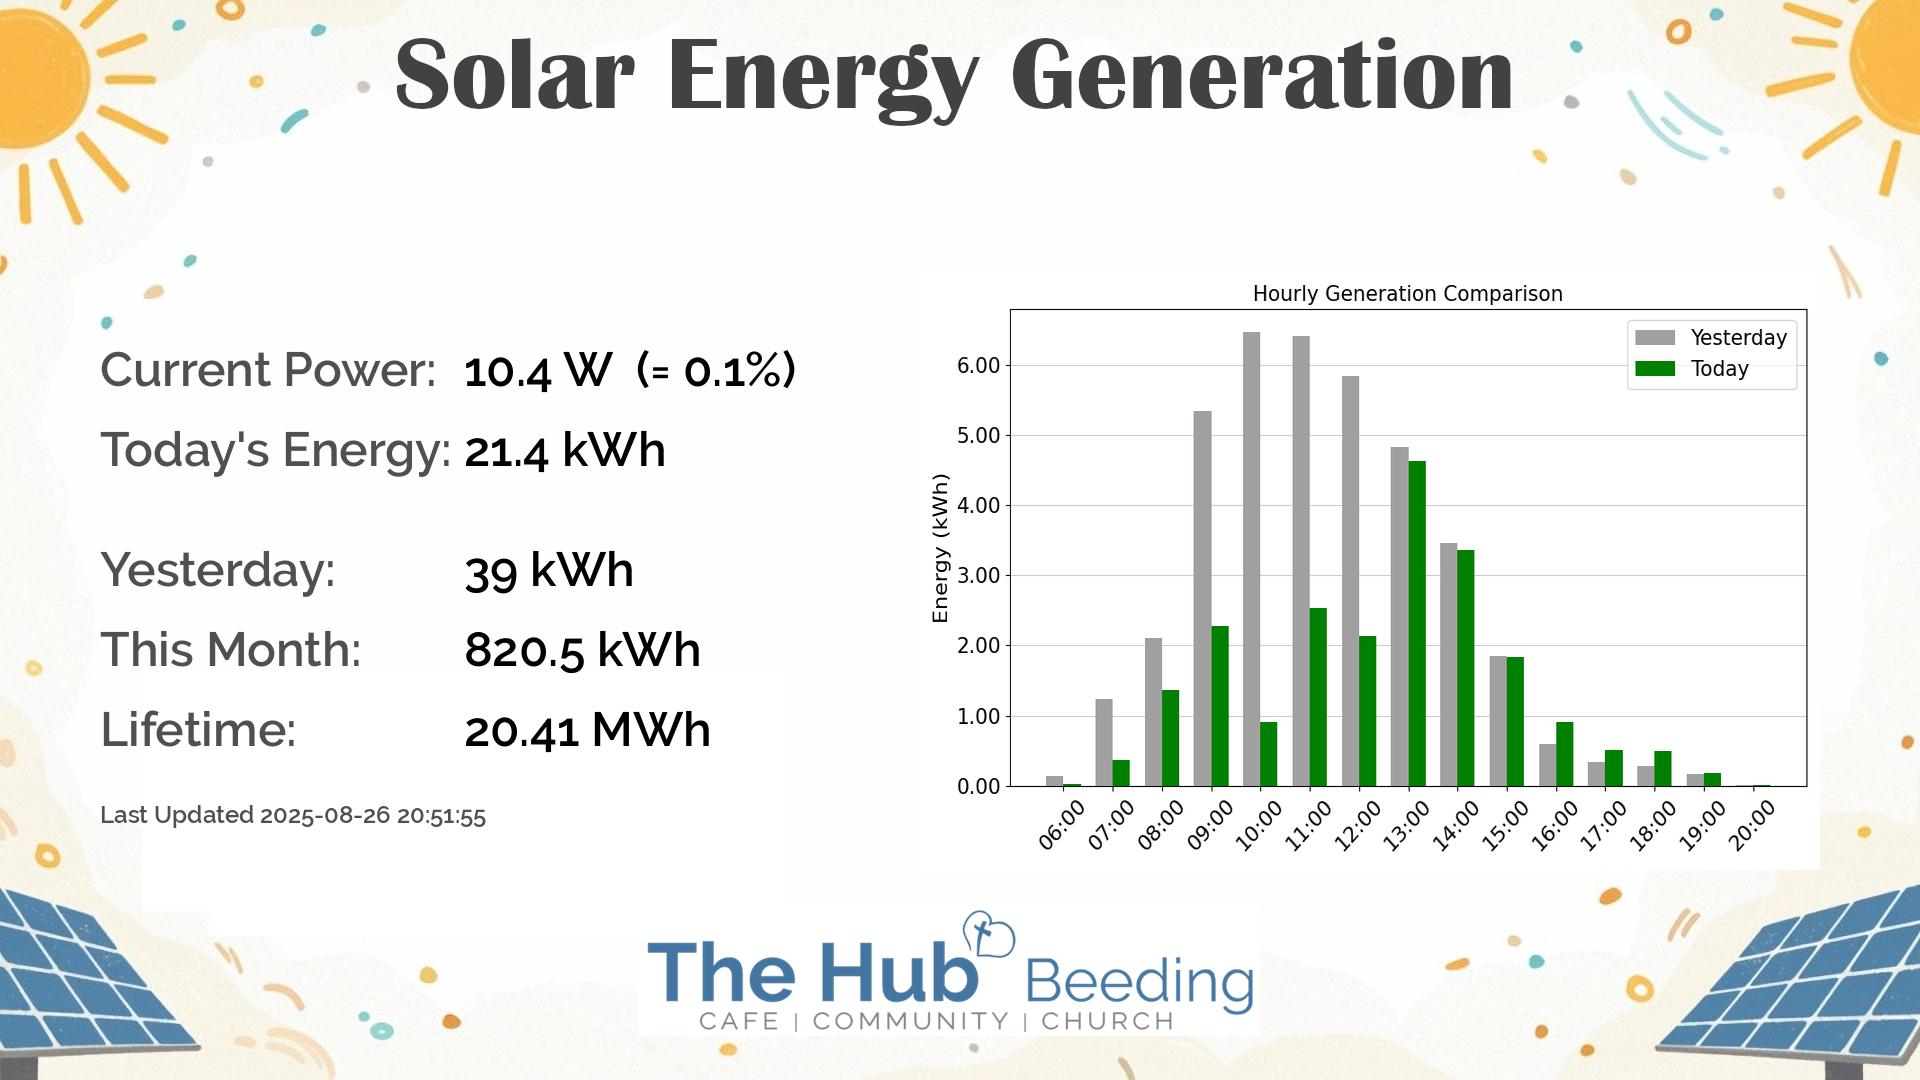 Solar Energy Generation
Current Power: 10.4 W (= 0.1%)
Today's Energy: 21.4 kWh
Yesterday: 39 kWh
This Month: 820.5 kWh
Lifetime: 20.41 MWh
Last Updated 2025-08-26 20:51:55
Hourly Generation Comparison
Yesterday
Today
Energy (kWh)
6.00
5.00
4.00
3.00
2.00
1.00
0.00
06:00 07:00 08:00 09:00 10:00 11:00 12:00 13:00 14:00 15:00 16:00 17:00 18:00 19:00 20:00
The Hub Beeding
CAFE | COMMUNITY | CHURCH